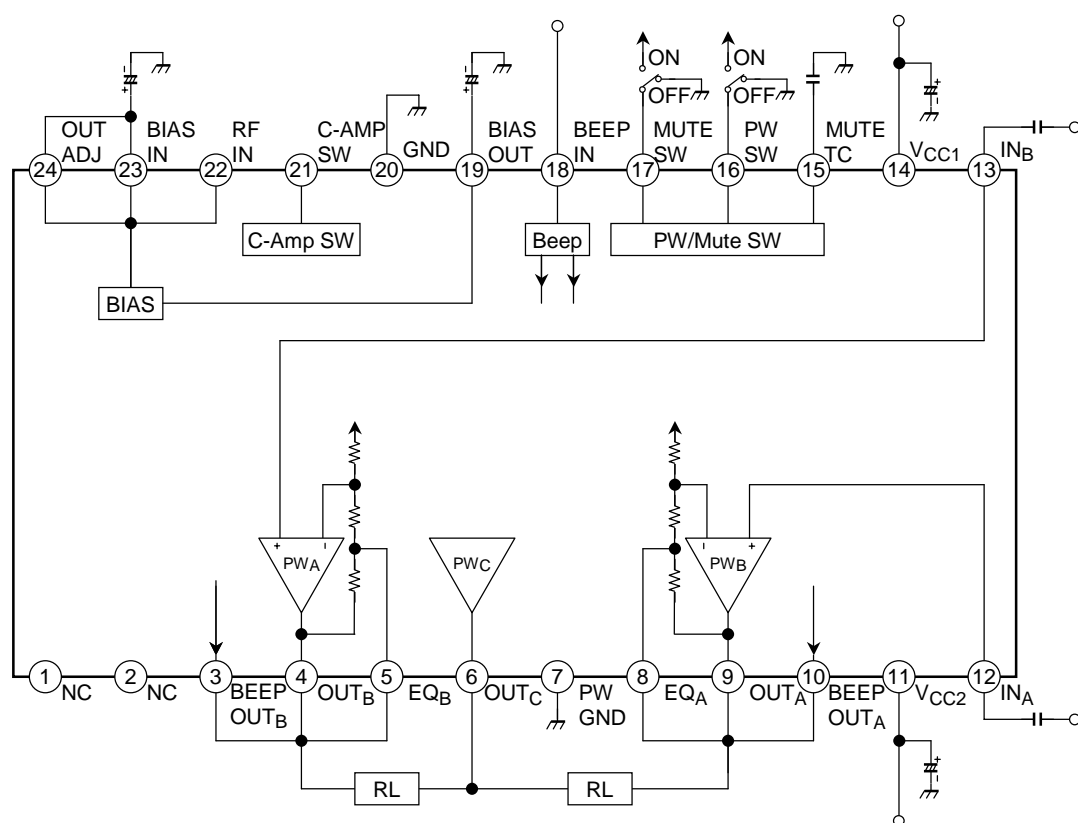 ON
ON
OFF
OFF
OUT
ADJ
BIAS
IN
RF
IN
C-AMP
SW
GND
BIAS
OUT
BEEP
IN
MUTE
SW
PW
SW
MUTE
TC
VCC1
INB
24
23
22
21
20
19
18
17
16
15
14
13
C-Amp SW
Beep
PW/Mute SW
BIAS
+ -
PWA
PWC
- +
PWB
1
2
3
4
5
6
7
8
9
10
11
12
NC
NC
BEEP
OUTB
OUTB
EQB
OUTC
PW
GND
EQA
OUTA
BEEP
OUTA
VCC2
INA
RL
RL